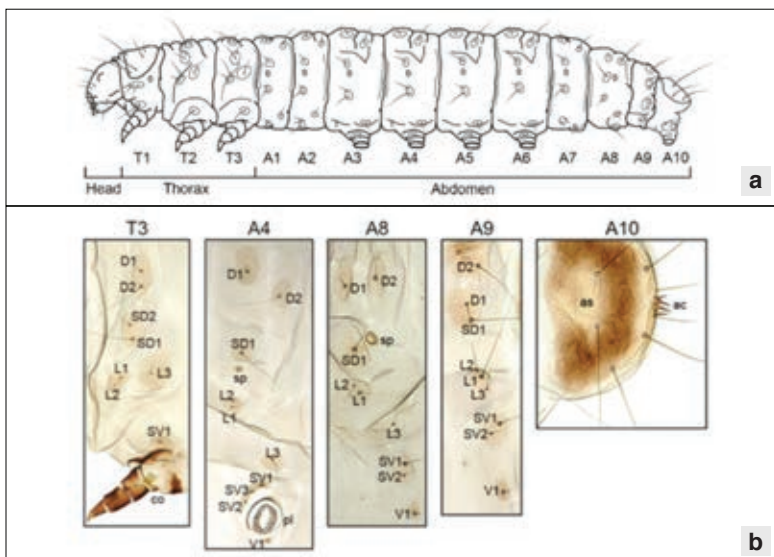 T1 T2 T3 A1 A2 A3 A4 A5 A6 A7 A8 A9 A10
Head Thorax Abdomen
a
T3 A4 A8 A9 A10
D1
D2
SD2
SD1
L1
L3
L2
SV1
co
D1
D2
SD1
sp
L2
L1
L3
SV1
SV3
SV2
pl
V1
D1
D2
sp
SD1
L2
L1
L3
SV1
SV2
V1
D2
D1
SD1
L2
L1
L3
SV1
SV2
V1
as
ac
b